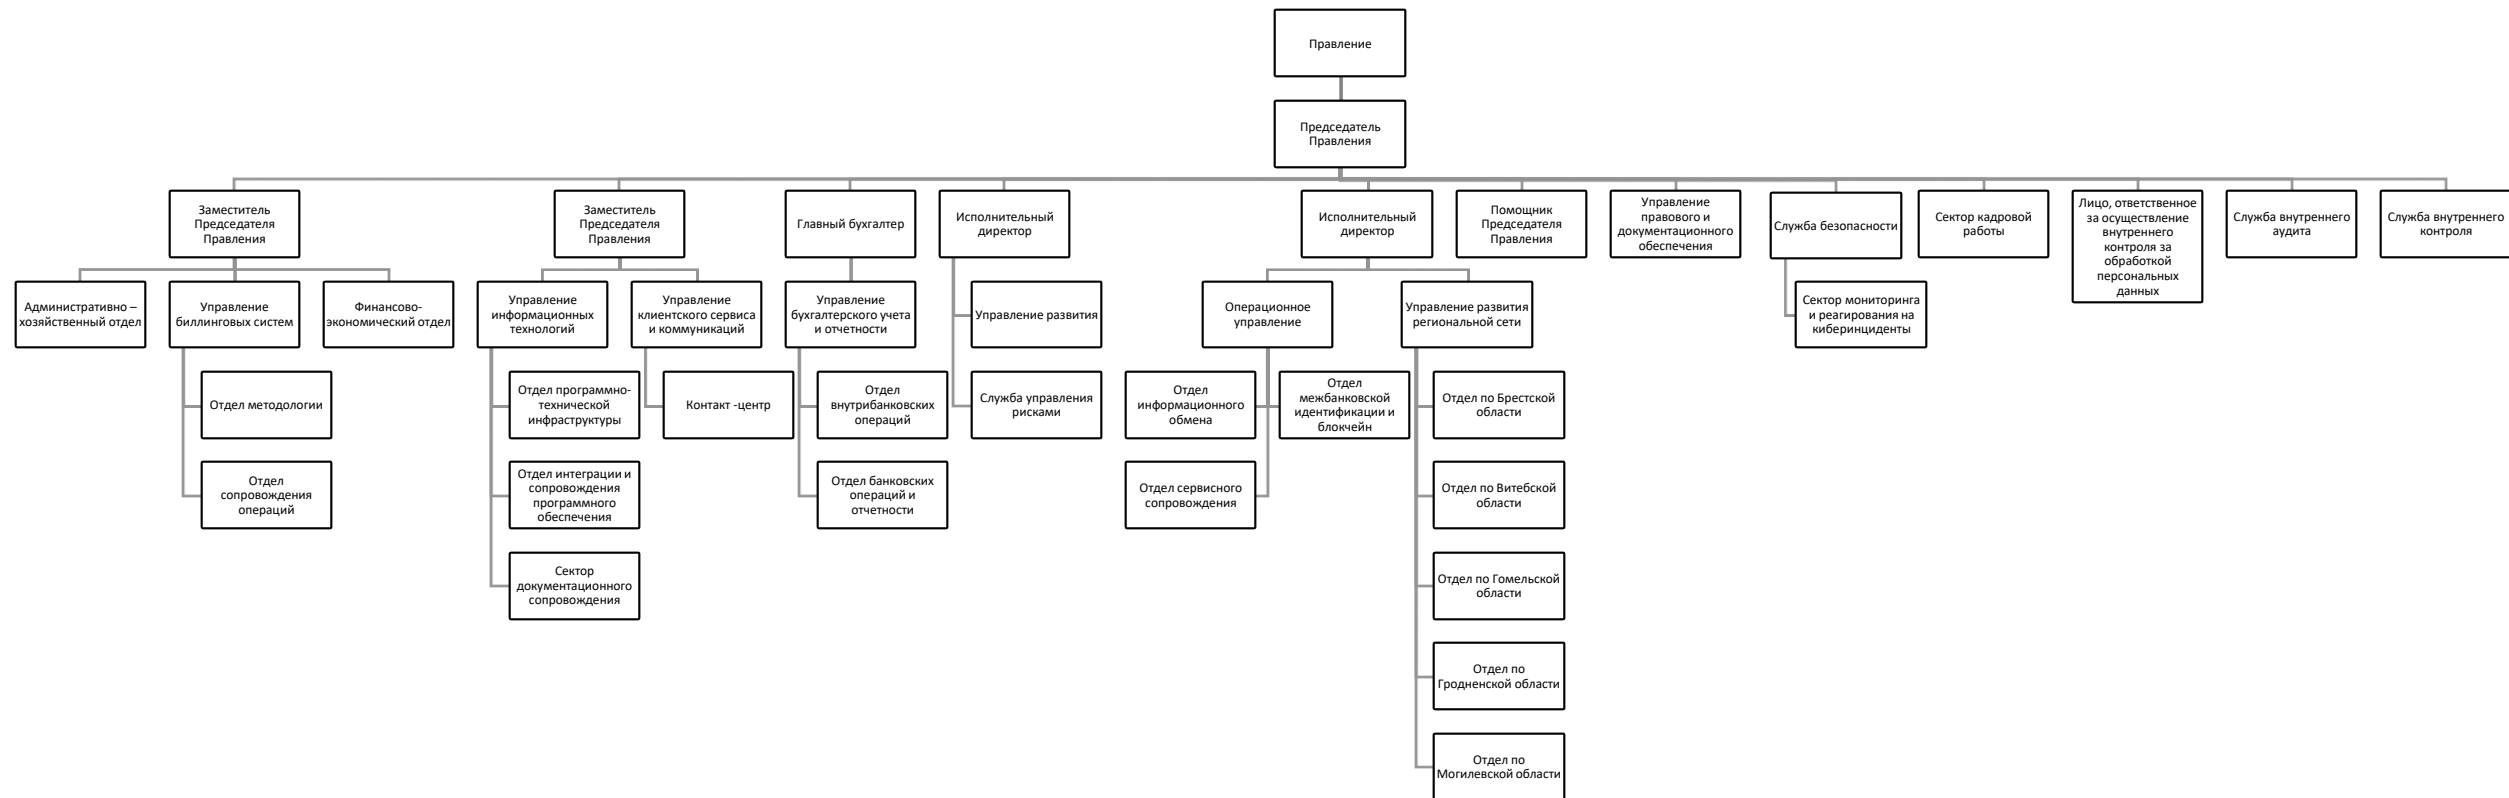 Правление
Председатель
Правления
Заместитель
Председателя
Правления
Заместитель
Председателя
Правления
Главный бухгалтер
Исполнительный
директор
Исполнительный
директор
Помощник
Председателя
Правления
Управление
правового и
документационного
обеспечения
Служба безопасности
Сектор кадровой
работы
Лицо, ответственное
за осуществление
внутреннего
контроля за
обработкой
персональных
данных
Служба внутреннего
аудита
Служба внутреннего
контроля
Административно –
хозяйственный отдел
Управление
биллинговых систем
Финансово-
экономический отдел
Управление
информационных
технологий
Управление
клиентского сервиса
и коммуникаций
Управление
бухгалтерского учета
и отчетности
Управление развития
Операционное
управление
Управление развития
региональной сети
Сектор мониторинга
и реагирования на
киберинциденты
Отдел методологии
Отдел программно-
технической
инфраструктуры
Контакт -центр
Отдел
внутрибанковских
операций
Служба управления
рисками
Отдел
информационного
обмена
Отдел
межбанковской
идентификации и
блокчейн
Отдел по Брестской
области
Отдел
сопровождения
операций
Отдел интеграции и
сопровождения
программного
обеспечения
Отдел банковских
операций и
отчетности
Отдел сервисного
сопровождения
Отдел по Витебской
области
Сектор
документационного
сопровождения
Отдел по Гомельской
области
Отдел по
Гродненской области
Отдел по
Могилевской области